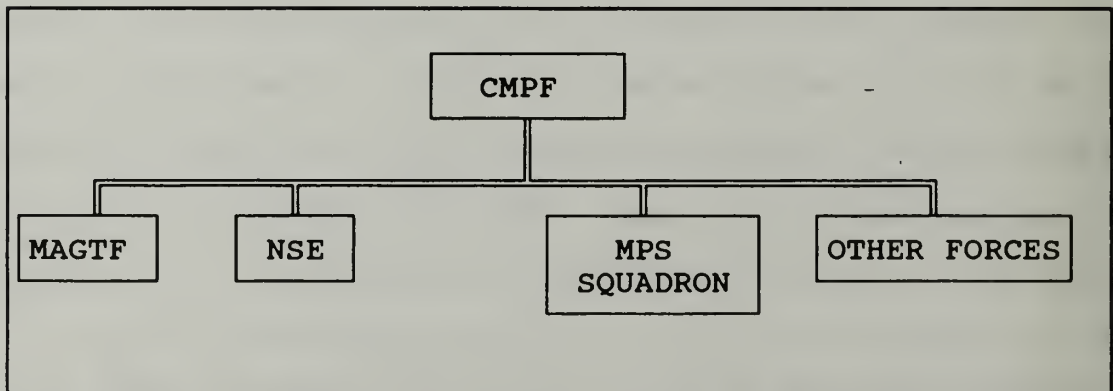 CMPF
MAGTF
NSE
MPS
SQUADRON
OTHER FORCES